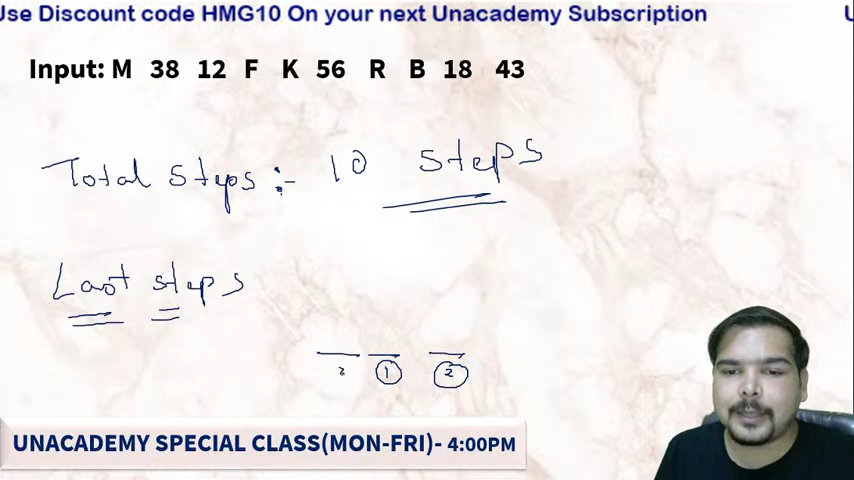 Use Discount code HMG10 On your next Unacademy Subscription
Input: M 38 12 F K 56 R B 18 43
Total steps :- 10 steps
Last steps
1 2
UNACADEMY SPECIAL CLASS(MON-FRI)- 4:00PM